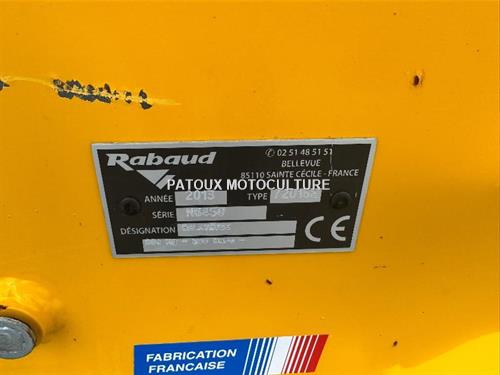 Rabaud
✆ 02 51 48 51 51
BELLEVUE
85110 SAINTE CÉCILE - FRANCE
PATOUX MOTOCULTURE
ANNÉE 2013 TYPE
SÉRIE
DÉSIGNATION
CE
FABRICATION
FRANÇAISE